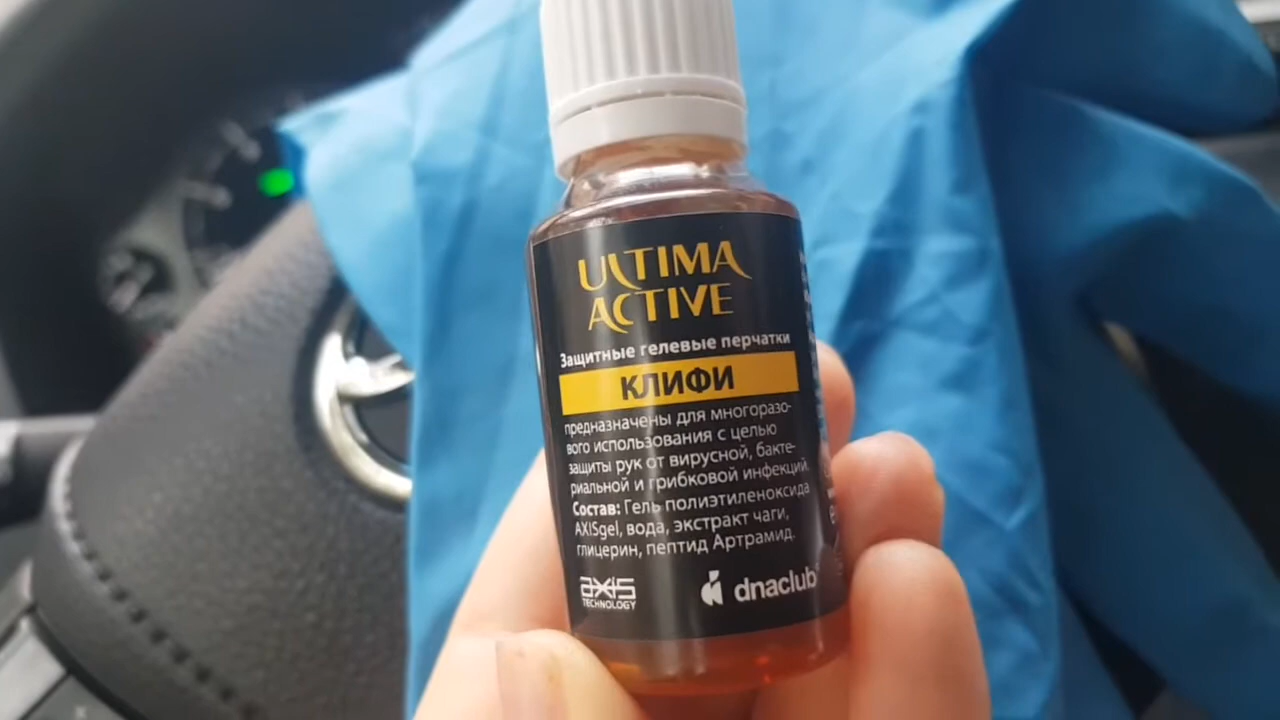 ULTIMA
ACTIVE
Защитные гелевые перчатки
КЛИФИ
предназначены для многоразо-
вого использования с целью
защиты рук от вирусной, бакте-
риальной и грибковой инфекций.
Состав: Гель полиэтиленоксида
AXISgel, вода, экстракт чаги,
глицерин, пептид Артрамид.
axis
TECHNOLOGY
dnaclub